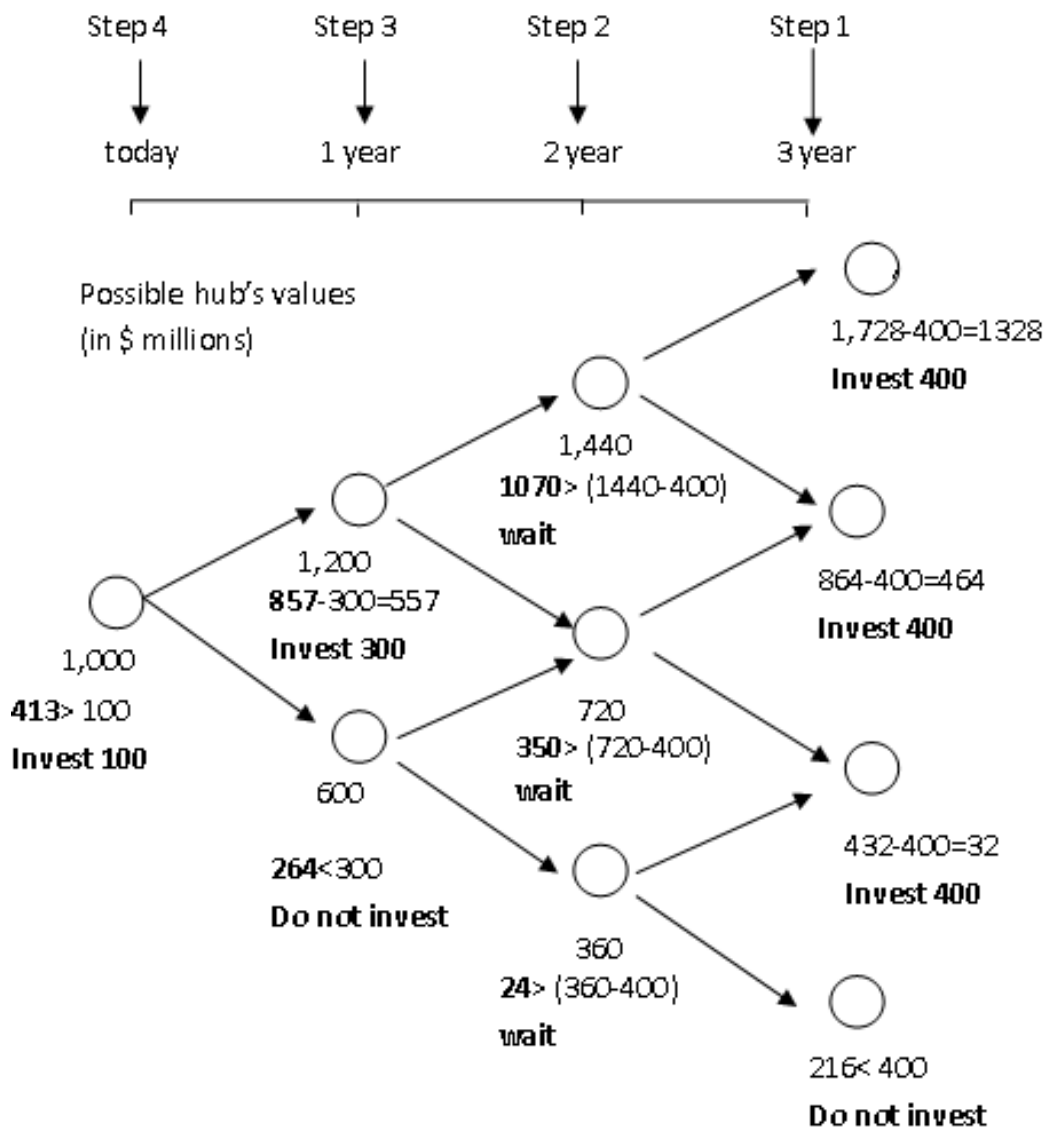 Step 4 Step 3 Step 2 Step 1
today 1 year 2 year 3 year
Possible hub's values
(in $ millions)
1,728-400=1328
Invest 400
1,440
1070> (1440-400)
wait
1,200
857-300=557
Invest 300
864-400=464
Invest 400
1,000
413> 100
Invest 100
720
350> (720-400)
wait
600
264<300
Do not invest
432-400=32
Invest 400
360
24> (360-400)
wait
216< 400
Do not invest